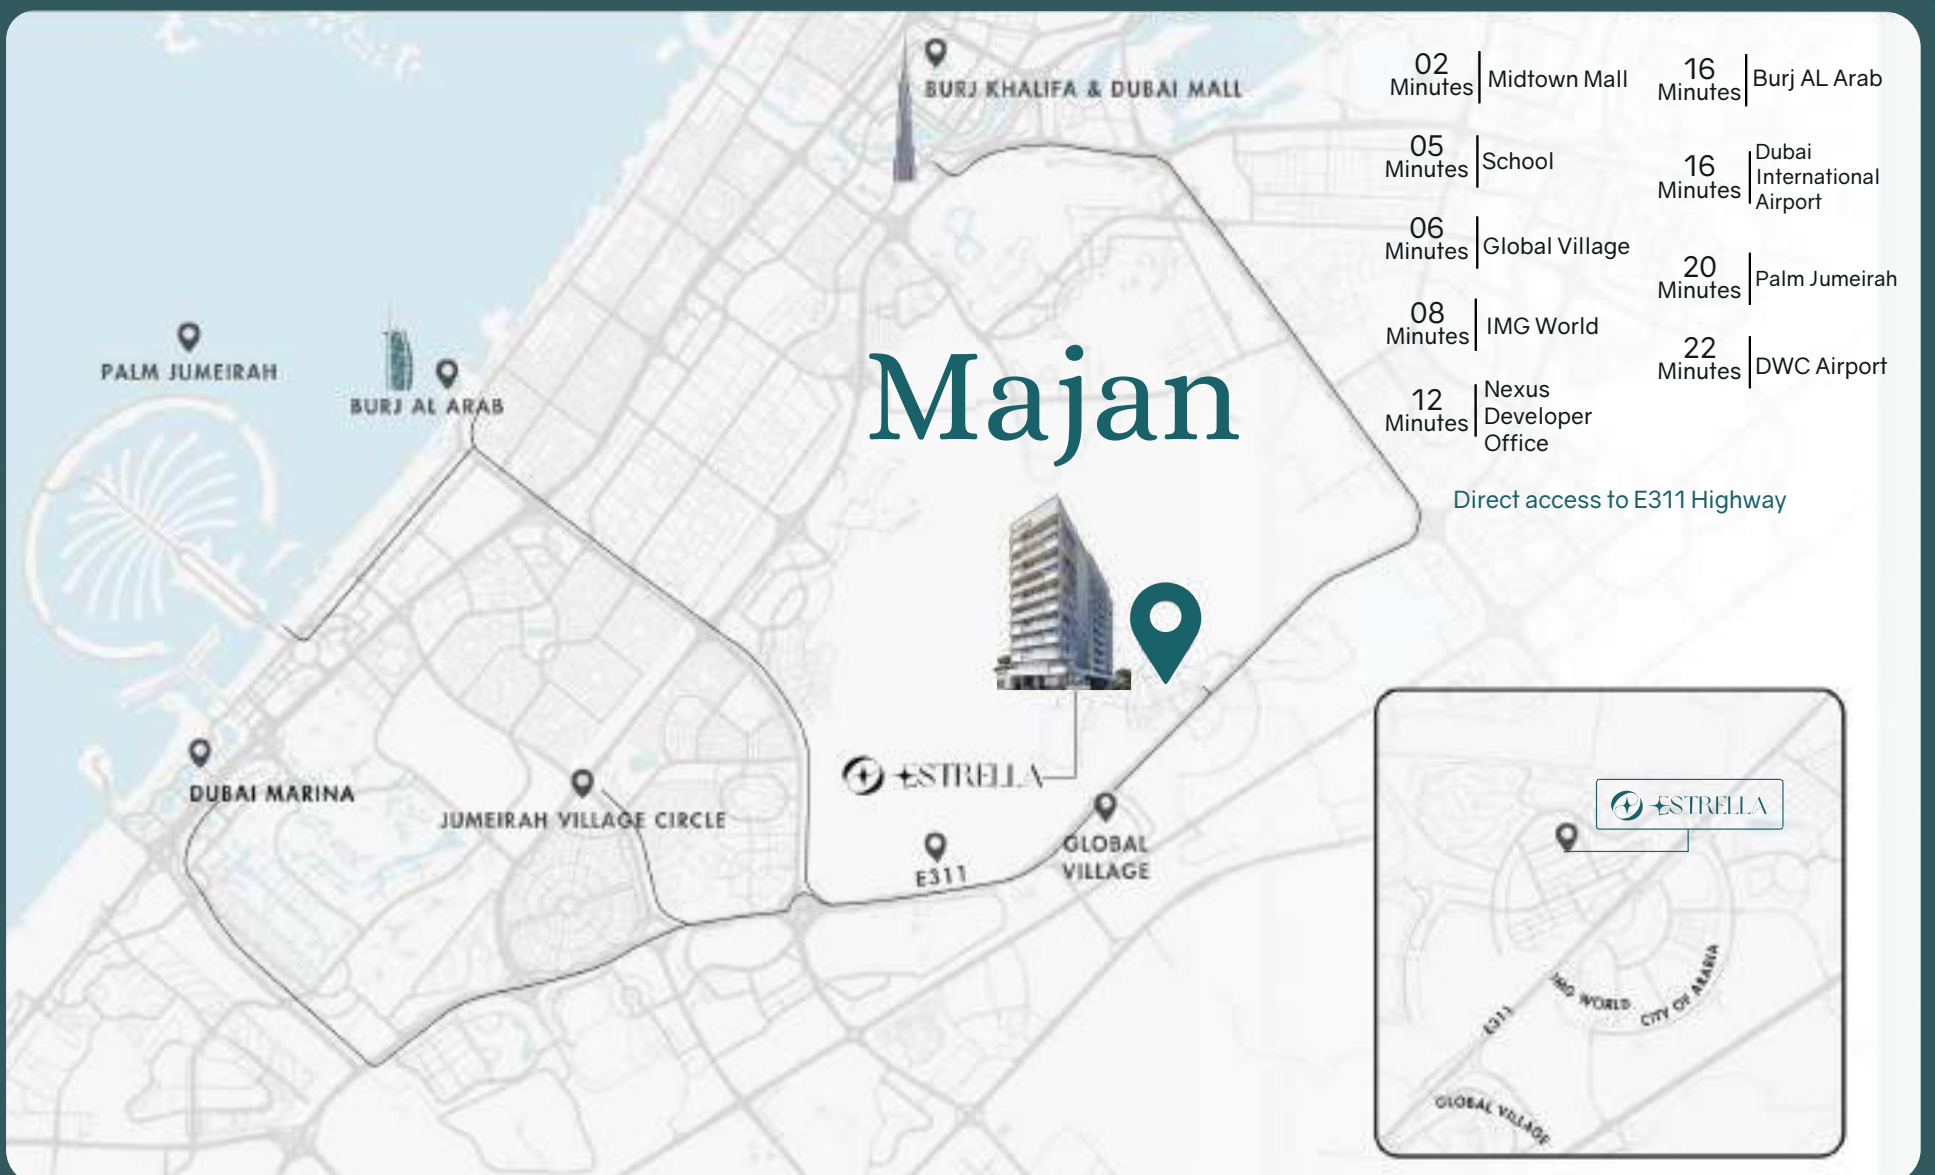 BURJ KHALIFA & DUBAI MALL
PALM JUMEIRAH
BURJ AL ARAB
Majan
ESTRELLA
DUBAI MARINA
JUMEIRAH VILLAGE CIRCLE
E311
GLOBAL
VILLAGE
02
Minutes
Midtown Mall
05
Minutes
School
06
Minutes
Global Village
08
Minutes
IMG World
12
Minutes
Nexus
Developer
Office
16
Minutes
Burj AL Arab
16
Minutes
Dubai
International
Airport
20
Minutes
Palm Jumeirah
22
Minutes
DWC Airport
Direct access to E311 Highway
ESTRELLA
IMG WORLD
CITY OF ARABIA
E311
GLOBAL VILLAGE